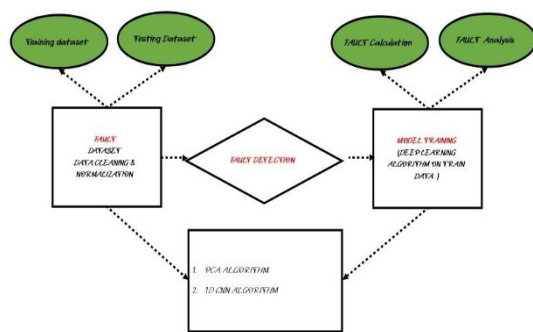 Training dataset
Testing Dataset
FAULT Calculation
FAULT Analysis
FAULT
DATASET
DATA CLEANING &
NORMALIZATION
FAULT DETECTION
MODEL TRAINING
(DEEP LEARNING
ALGORITHM ON TRAIN
DATA )
1. PCA ALGORITHM
2. 1D CNN ALGORITHM